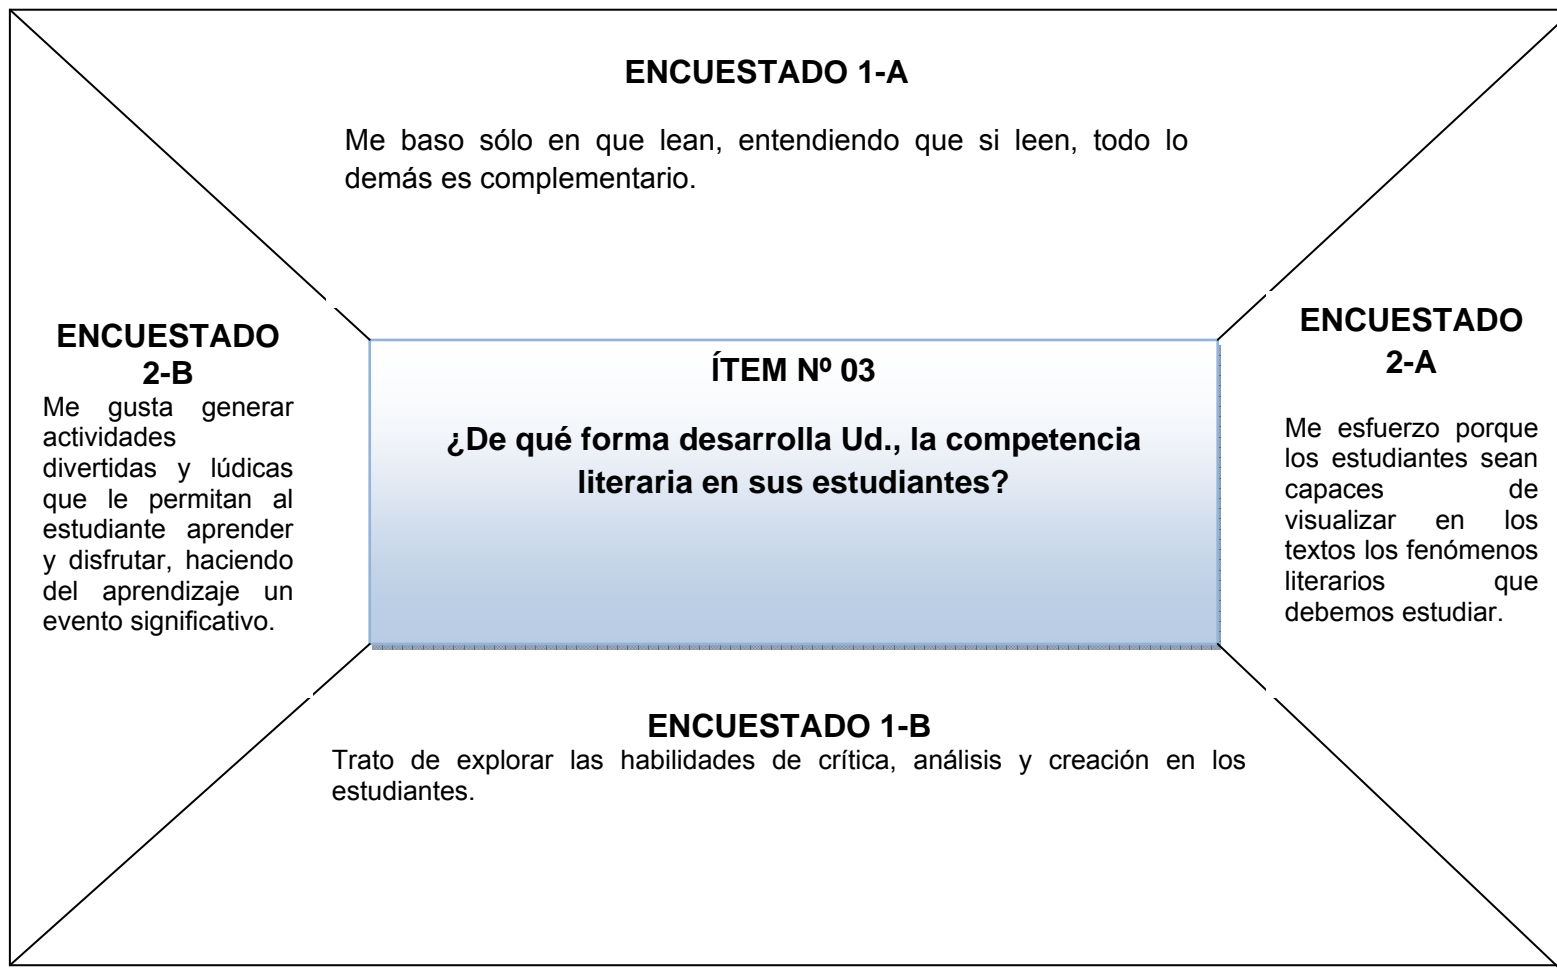 ENCUESTADO 1-A
Me baso sólo en que lean, entendiendo que si leen, todo lo
demás es complementario.
ENCUESTADO
2-B
Me gusta generar
actividades
divertidas y lúdicas
que le permitan al
estudiante aprender
y disfrutar, haciendo
del aprendizaje un
evento significativo.
ÍTEM Nº 03
¿De qué forma desarrolla Ud., la competencia
literaria en sus estudiantes?
ENCUESTADO
2-A
Me esfuerzo porque
los estudiantes sean
capaces de
visualizar en los
textos los fenómenos
literarios que
debemos estudiar.
ENCUESTADO 1-B
Trato de explorar las habilidades de crítica, análisis y creación en los
estudiantes.